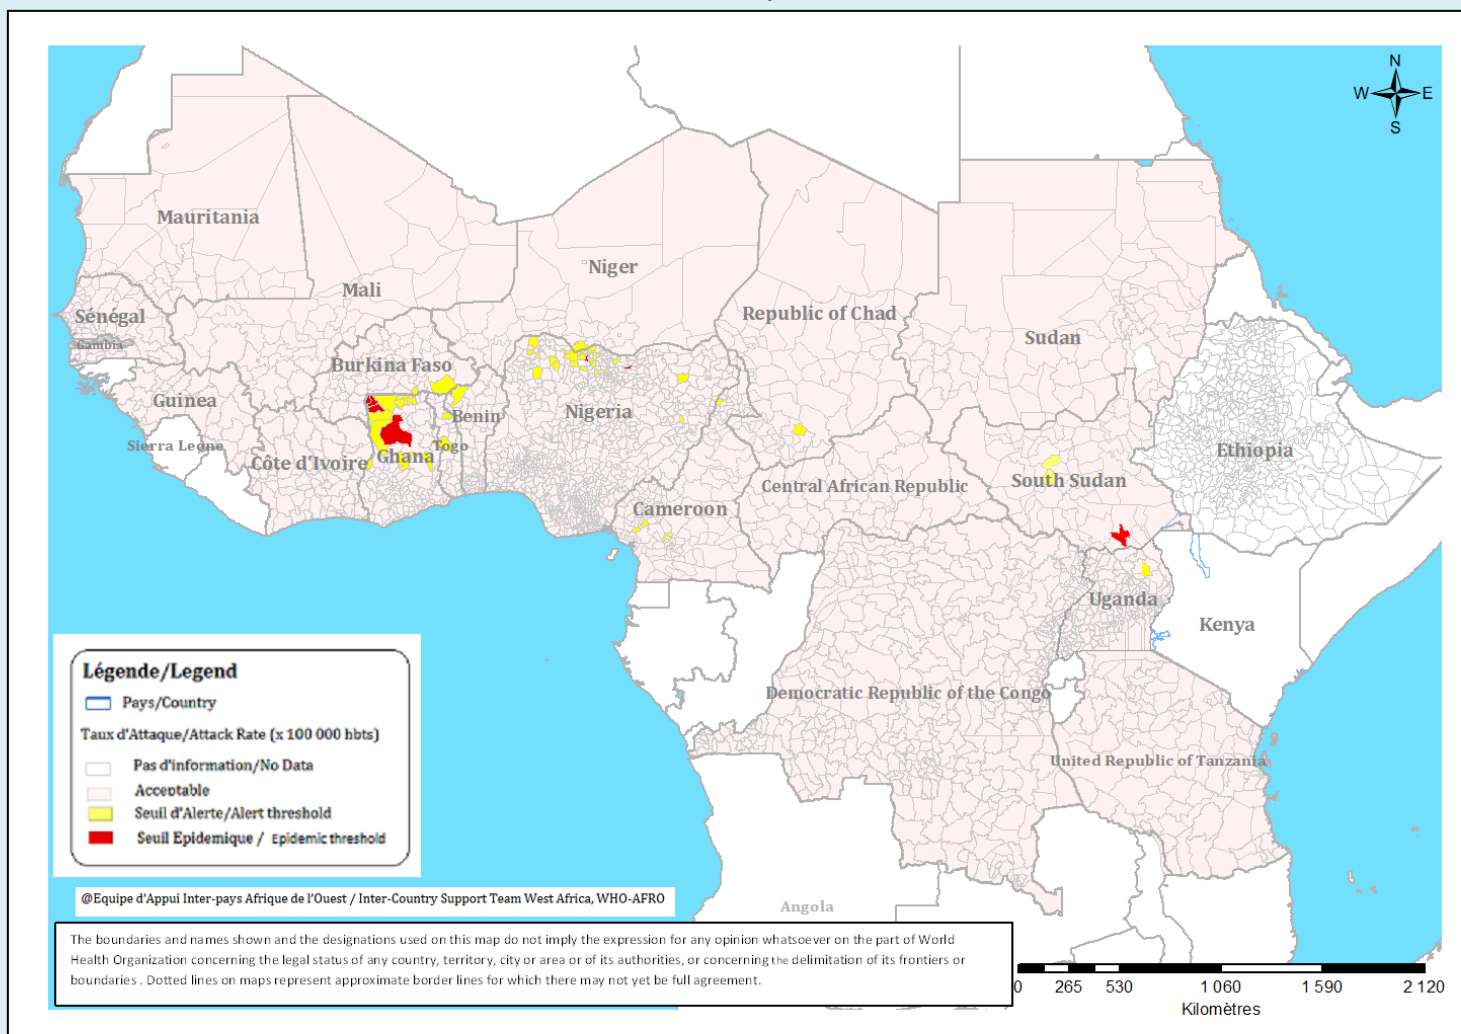 N
W E
S
Mauritania
Mali
Niger
Republic of Chad
Sudan
Sénégal
Gambia
Burkina Faso
Guinea
Benin
Nigeria
Sierra Leone
Côte d'Ivoire
Ghana
Togo
Ethiopia
South Sudan
Central African Republic
Cameroon
Uganda
Kenya
Democratic Republic of the Congo
United Republic of Tanzania
Angola
Légende/Legend
Pays/Country
Taux d'Attaque/Attack Rate (x 100 000 hbts)
Pas d'information/No Data
Acceptable
Seuil d'Alerte/Alert threshold
Seuil Epidemique / Epidemic threshold
@Equipe d'Appui Inter-pays Afrique de l'Ouest / Inter-Country Support Team West Africa, WHO-AFRO
The boundaries and names shown and the designations used on this map do not imply the expression for any opinion whatsoever on the part of World
Health Organization concerning the legal status of any country, territory, city or area or of its authorities, or concerning the delimitation of its frontiers or
boundaries . Dotted lines on maps represent approximate border lines for which there may not yet be full agreement.
0 265 530 1 060 1 590 2 120
Kilomètres